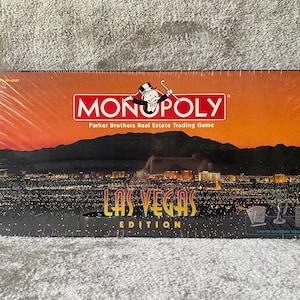 MONOPOLY
Parker Brothers Real Estate Trading Game
LAS VEGAS
EDITION